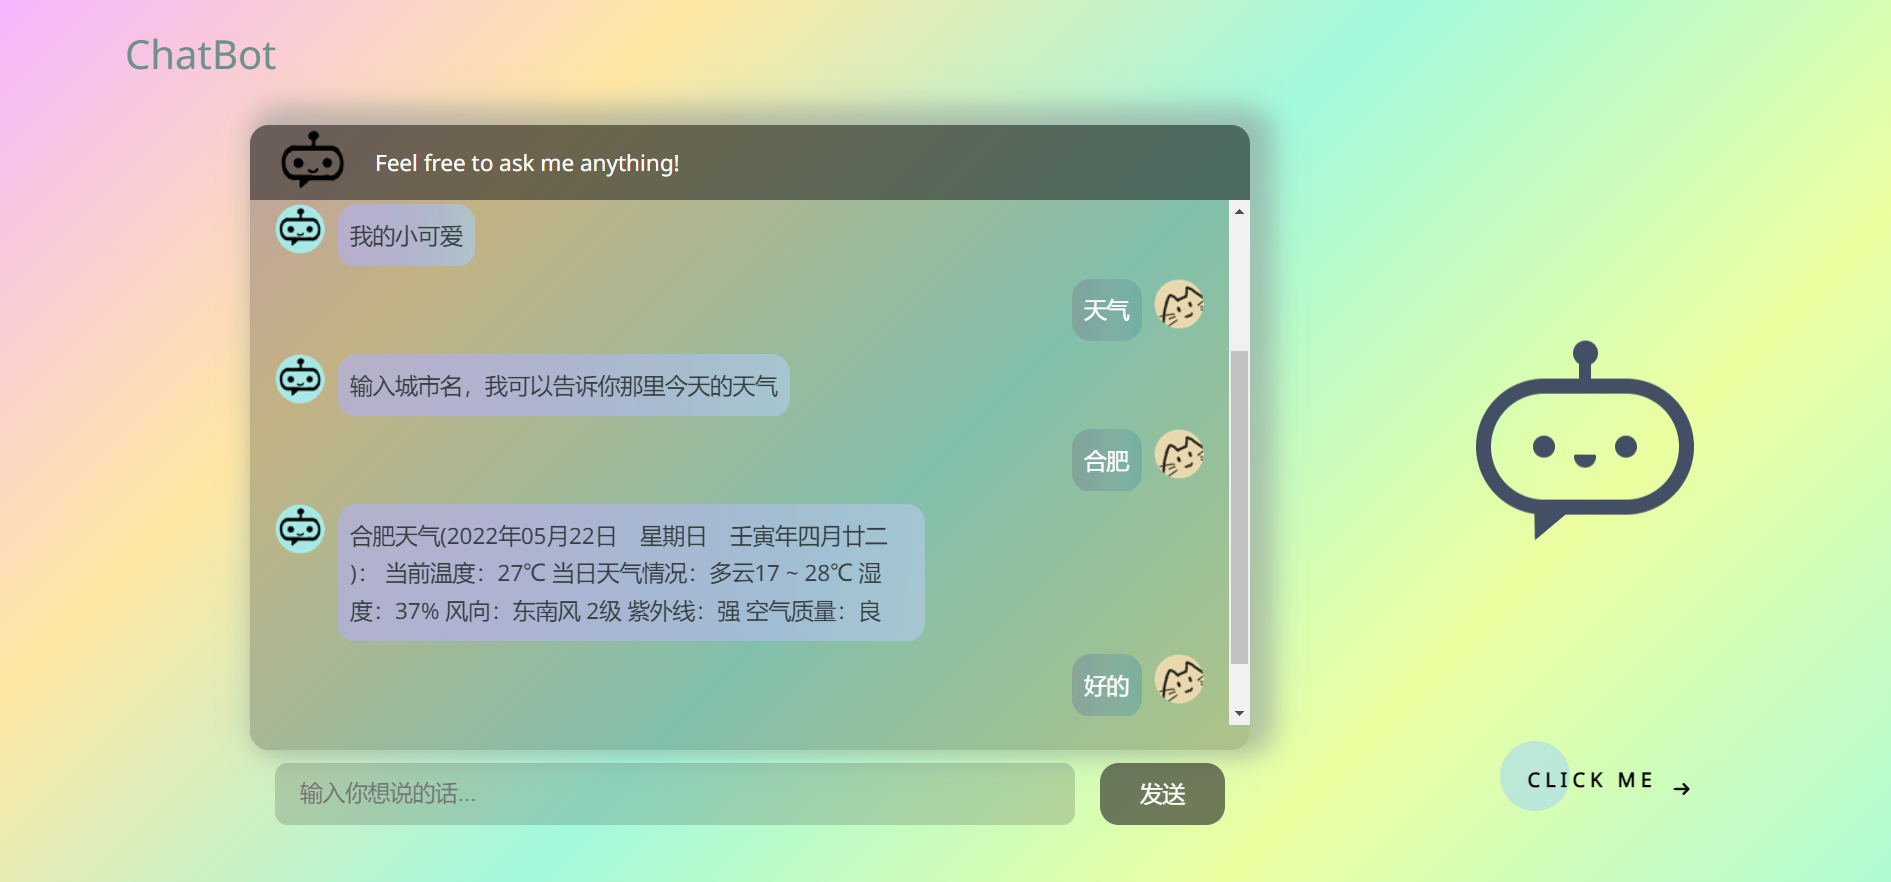 ChatBot
Feel free to ask me anything!
我的小可爱
天气
输入城市名，我可以告诉你那里今天的天气
合肥
合肥天气(2022年05月22日　星期日　壬寅年四月廿二
)： 当前温度：27℃ 当日天气情况：多云17 ~ 28℃ 湿
度：37% 风向：东南风 2级 紫外线：强 空气质量：良
好的
输入你想说的话...
发送
CLICK ME →